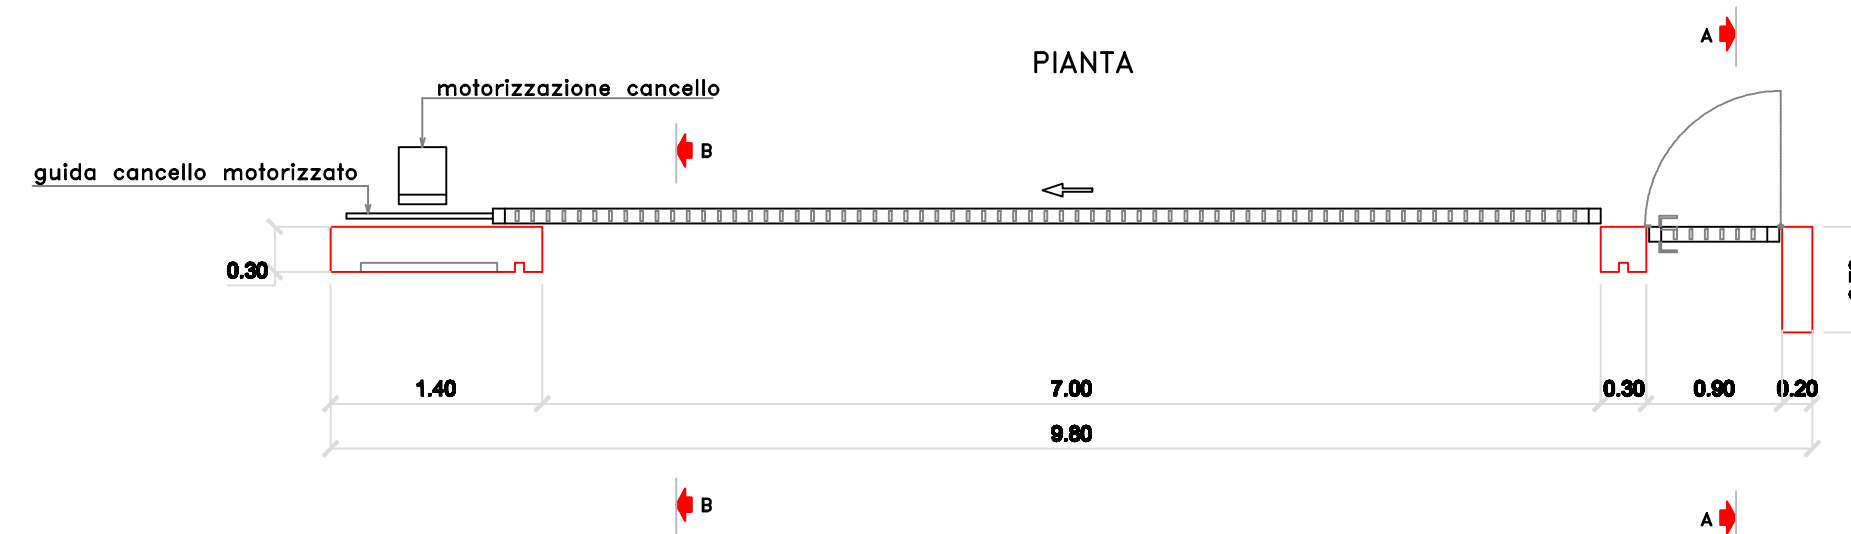 A
PIANTA
motorizzazione cancello
B
guida cancello motorizzato
0.30
1.40
7.00
0.30
0.90
0.20
9.80
B
A